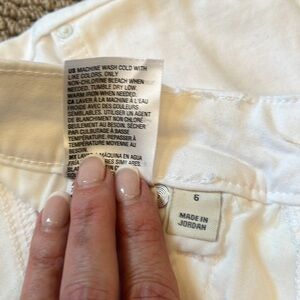 US MACHINE WASH COLD WITH
LIKE COLORS, ONLY
NON-CHLORINE BLEACH WHEN
NEEDED, TUMBLE DRY LOW.
WARM IRON WHEN NEEDED.
CA LAVER À LA MACHINE À L'EAU
FROIDE AVEC DES COULEURS
SEMBLABLES. UTILISER UN AGENT
DE BLANCHIMENT NON CHLORÉ
SEULEMENT AU BESOIN. SÉCHER
PAR CULBUTAGE À BASSE
TEMPÉRATURE. REPASSER À
TEMPÉRATURE MOYENNE AU
BESOIN.
MX LAVAR A MÁQUINA EN AGUA
6
MADE IN
JORDAN